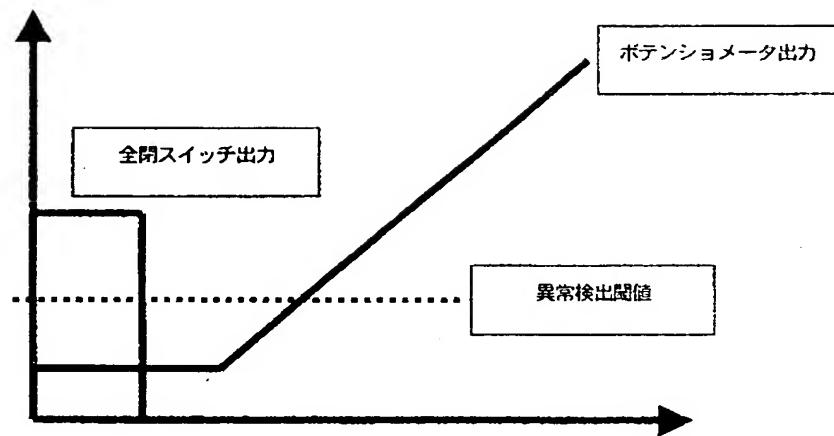 ボテンショメータ出力
全閉スイッチ出力
異常検出閾値